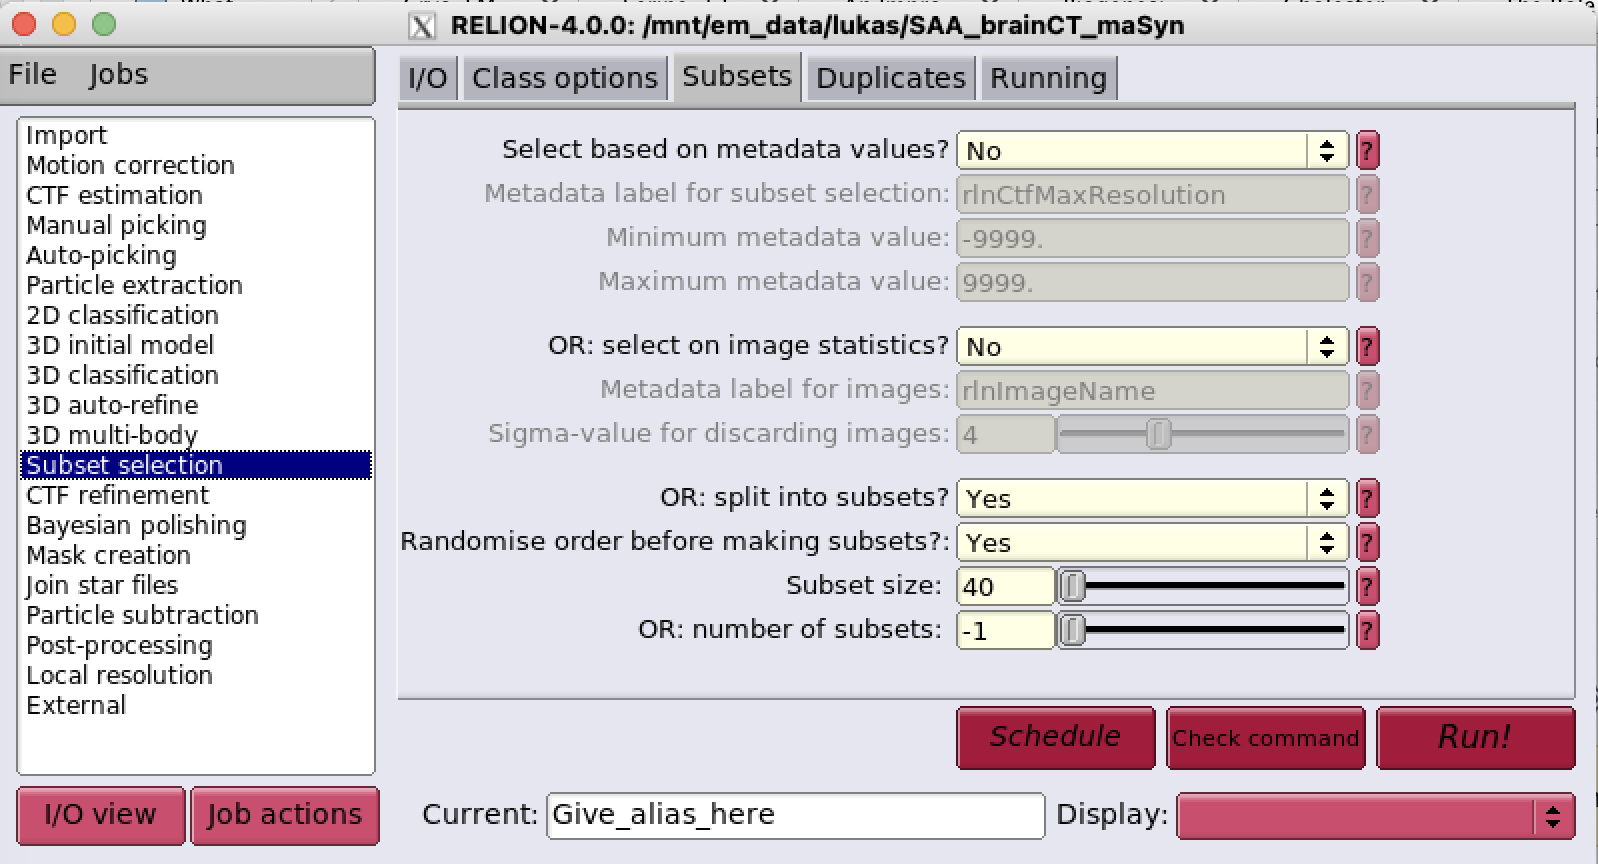 RELION-4.0.0: /mnt/em_data/lukas/SAA_brainCT_maSyn
File Jobs
I/O Class options Subsets Duplicates Running
Import
Motion correction
CTF estimation
Manual picking
Auto-picking
Particle extraction
2D classification
3D initial model
3D classification
3D auto-refine
3D multi-body
Subset selection
CTF refinement
Bayesian polishing
Mask creation
Join star files
Particle subtraction
Post-processing
Local resolution
External
Select based on metadata values? No ?
Metadata label for subset selection: rlnCtfMaxResolution ?
Minimum metadata value: -9999. ?
Maximum metadata value: 9999. ?
OR: select on image statistics? No ?
Metadata label for images: rlnImageName ?
Sigma-value for discarding images: 4 ?
OR: split into subsets? Yes ?
Randomise order before making subsets?: Yes ?
Subset size: 40 ?
OR: number of subsets: -1 ?
Schedule Check command Run!
I/O view Job actions Current: Give_alias_here Display: